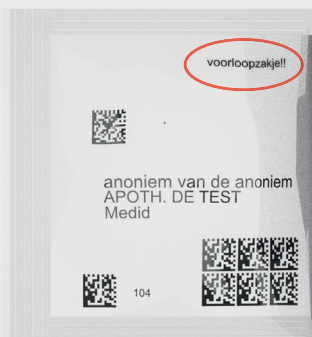 voorloopzakje!!
anoniem van de anoniem
APOTH. DE TEST
Medid
104